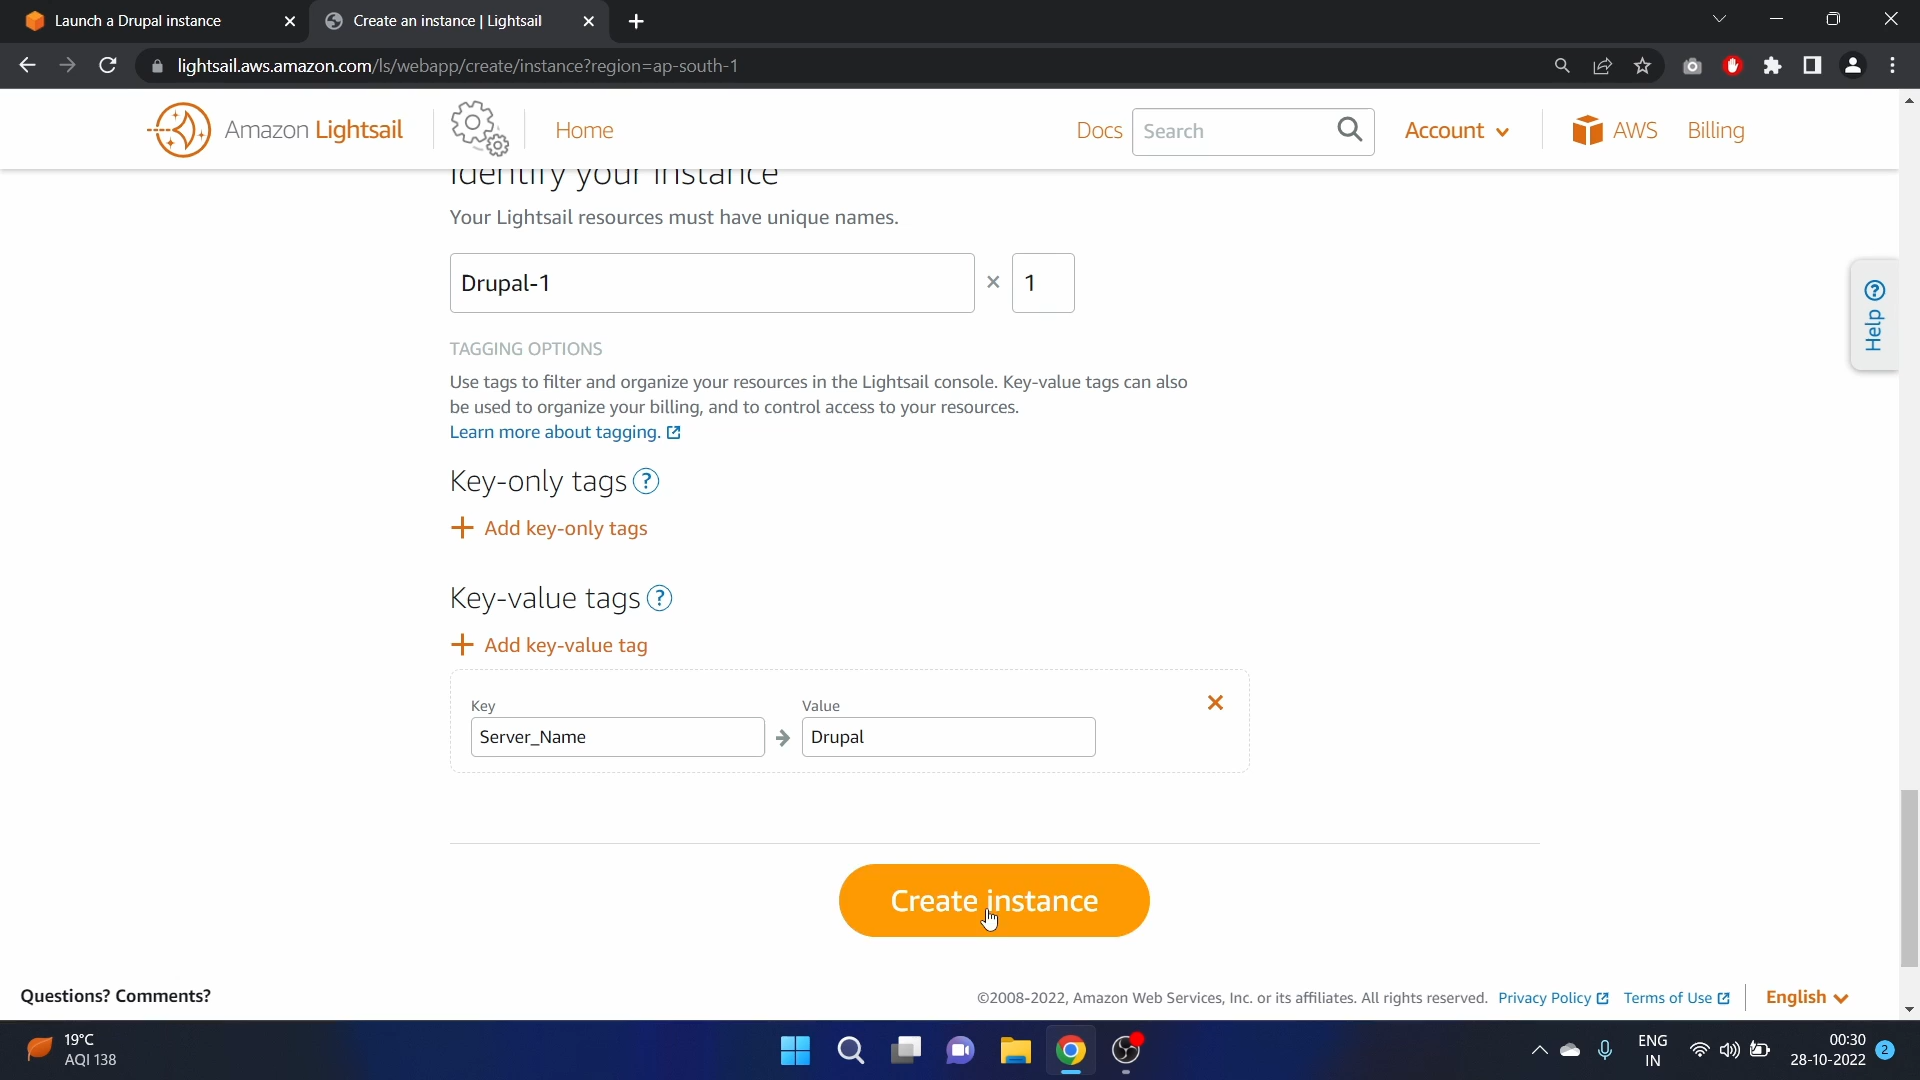 Launch a Drupal instance
Create an instance | Lightsail
lightsail.aws.amazon.com/ls/webapp/create/instance?region=ap-south-1
Amazon Lightsail
Home
Docs
Search
Account
AWS
Billing
Identify your instance
Your Lightsail resources must have unique names.
Drupal-1
×
1
Help
TAGGING OPTIONS
Use tags to filter and organize your resources in the Lightsail console. Key-value tags can also
be used to organize your billing, and to control access to your resources.
Learn more about tagging.
Key-only tags ?
+ Add key-only tags
Key-value tags ?
+ Add key-value tag
Key
Value
Server_Name
Drupal
Create instance
Questions? Comments?
©2008-2022, Amazon Web Services, Inc. or its affiliates. All rights reserved.
Privacy Policy
Terms of Use
English
19°C
AQI 138
ENG
IN
00:30
28-10-2022
2